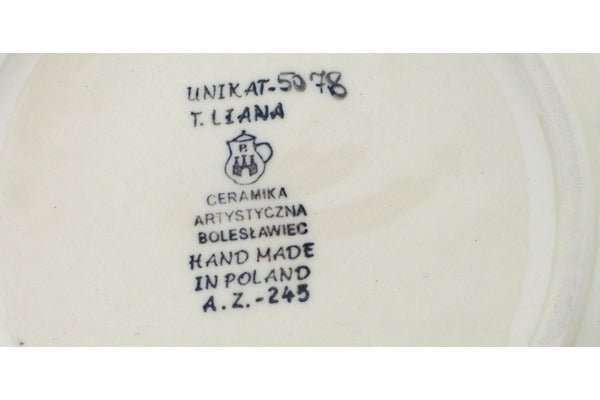 UNIKAT-5078
T. LIANA
P.
CERAMIKA
ARTYSTYCZNA
BOLESŁAWIEC
HAND MADE
IN POLAND
A.Z.-245